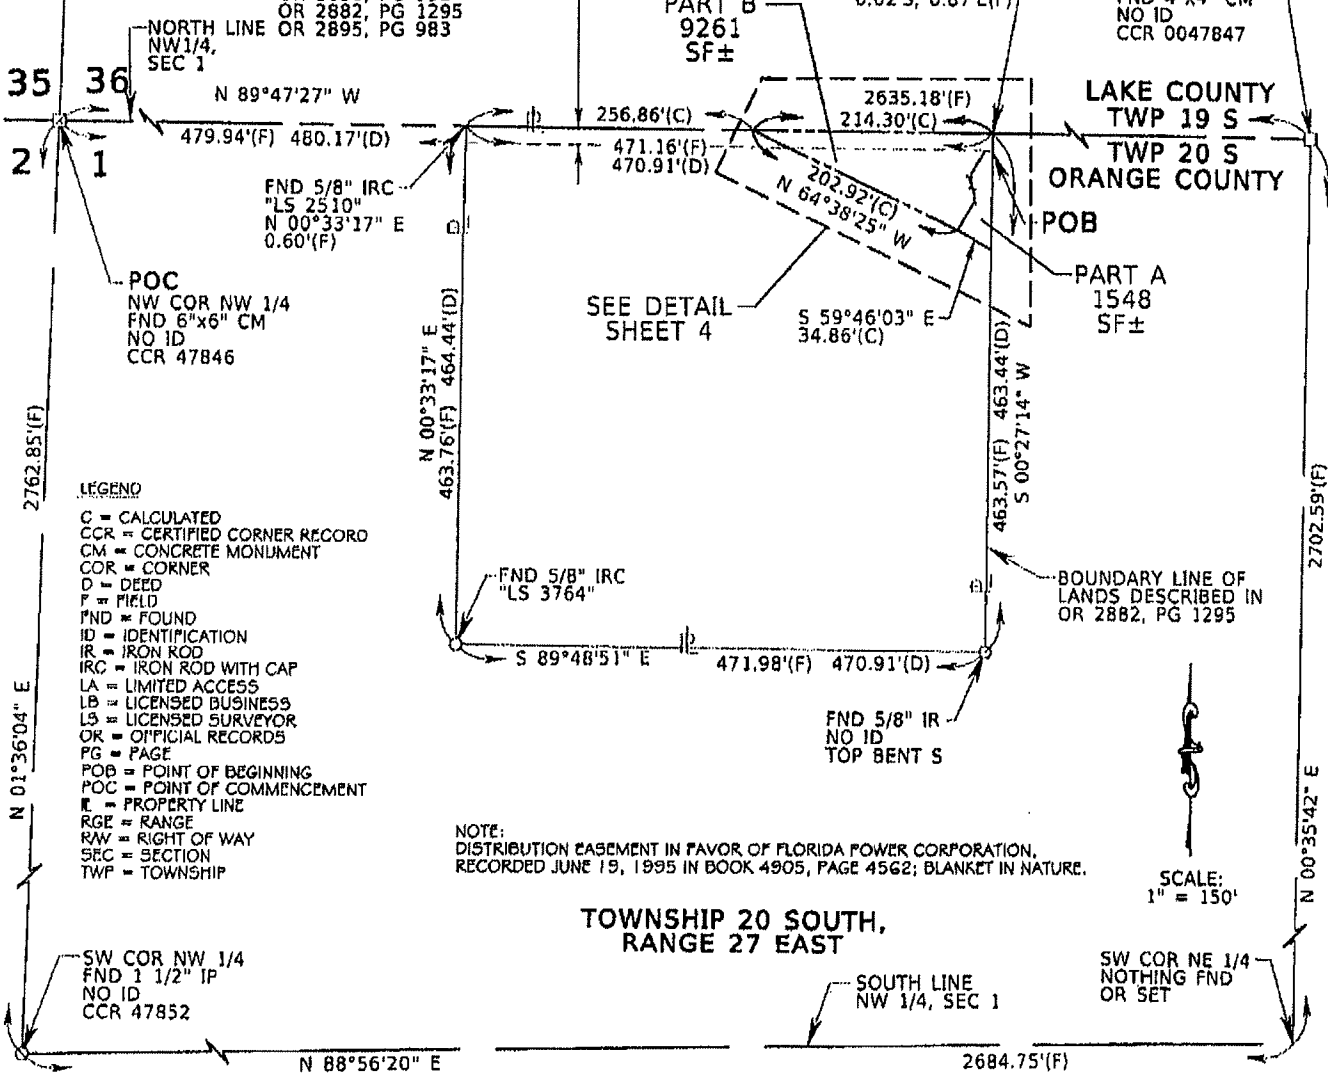 OR 2882, PG 1295
NORTH LINE OR 2895, PG 983
NW1/4,
SEC 1
PART B
9261
SF±
NO ID
CCR 0047847
35 36
2 1
N 89°47'27" W
479.94'(F) 480.17'(D)
256.86'(C)
2635.18'(F)
214.30'(C)
471.16'(F)
470.91'(D)
LAKE COUNTY
TWP 19 S
TWP 20 S
ORANGE COUNTY
FND 5/8" IRC
"LS 2510"
N 00°33'17" E
0.60'(F)
202.92'(C)
N 64°38'25" W
POB
POC
NW COR NW 1/4
FND 6"x6" CM
NO ID
CCR 47846
SEE DETAIL
SHEET 4
S 59°46'03" E
34.86'(C)
PART A
1548
SF±
N 00°33'17" E
463.76'(F) 464.44'(D)
463.57'(F) 463.44'(D)
S 00°27'14" W
2762.85'(F)
N 01°36'04" E
2702.59'(F)
N 00°35'42" E
LEGEND
C = CALCULATED
CCR = CERTIFIED CORNER RECORD
CM = CONCRETE MONUMENT
COR = CORNER
D = DEED
F = FIELD
FND = FOUND
ID = IDENTIFICATION
IR = IRON ROD
IRC = IRON ROD WITH CAP
LA = LIMITED ACCESS
LB = LICENSED BUSINESS
LS = LICENSED SURVEYOR
OR = OFFICIAL RECORDS
PG = PAGE
POB = POINT OF BEGINNING
POC = POINT OF COMMENCEMENT
℄ = PROPERTY LINE
RGE = RANGE
R/W = RIGHT OF WAY
SEC = SECTION
TWP = TOWNSHIP
FND 5/8" IRC
"LS 3764"
S 89°48'51" E
471.98'(F) 470.91'(D)
BOUNDARY LINE OF
LANDS DESCRIBED IN
OR 2882, PG 1295
FND 5/8" IR
NO ID
TOP BENT S
NOTE:
DISTRIBUTION EASEMENT IN FAVOR OF FLORIDA POWER CORPORATION,
RECORDED JUNE 19, 1995 IN BOOK 4905, PAGE 4562; BLANKET IN NATURE.
SCALE:
1" = 150'
TOWNSHIP 20 SOUTH,
RANGE 27 EAST
SW COR NW 1/4
FND 1 1/2" IP
NO ID
CCR 47852
SOUTH LINE
NW 1/4, SEC 1
SW COR NE 1/4
NOTHING FND
OR SET
N 88°56'20" E
2684.75'(F)